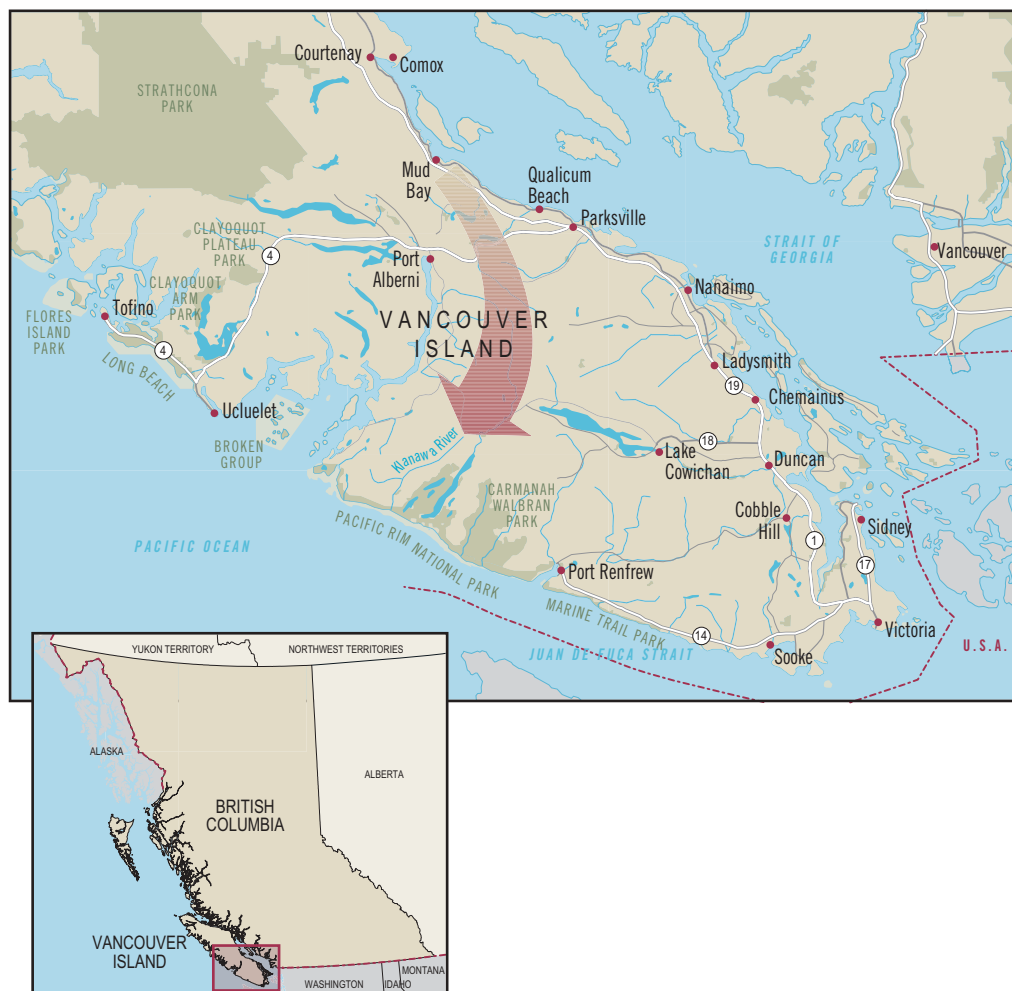 Courtenay
Comox
STRATHCONA
PARK
Mud
Bay
Qualicum
Beach
Parksville
CLAYOQUOT
PLATEAU
PARK
4
Port
Alberni
STRAIT OF
GEORGIA
Vancouver
CLAYOQUOT
ARM
PARK
Nanaimo
FLORES
ISLAND
PARK
Tofino
4
LONG BEACH
VANCOUVER
ISLAND
Ladysmith
19
Chemainus
Ucluelet
BROKEN
GROUP
Klanawa River
18
Lake
Cowichan
Duncan
CARMANAH
WALBRAN
PARK
Cobble
Hill
Sidney
1
PACIFIC OCEAN
PACIFIC RIM NATIONAL PARK
Port Renfrew
17
MARINE TRAIL PARK
14
Victoria
JUAN DE FUCA STRAIT
Sooke
U.S.A.
YUKON TERRITORY
NORTHWEST TERRITORIES
ALASKA
ALBERTA
BRITISH
COLUMBIA
VANCOUVER
ISLAND
WASHINGTON
IDAHO
MONTANA